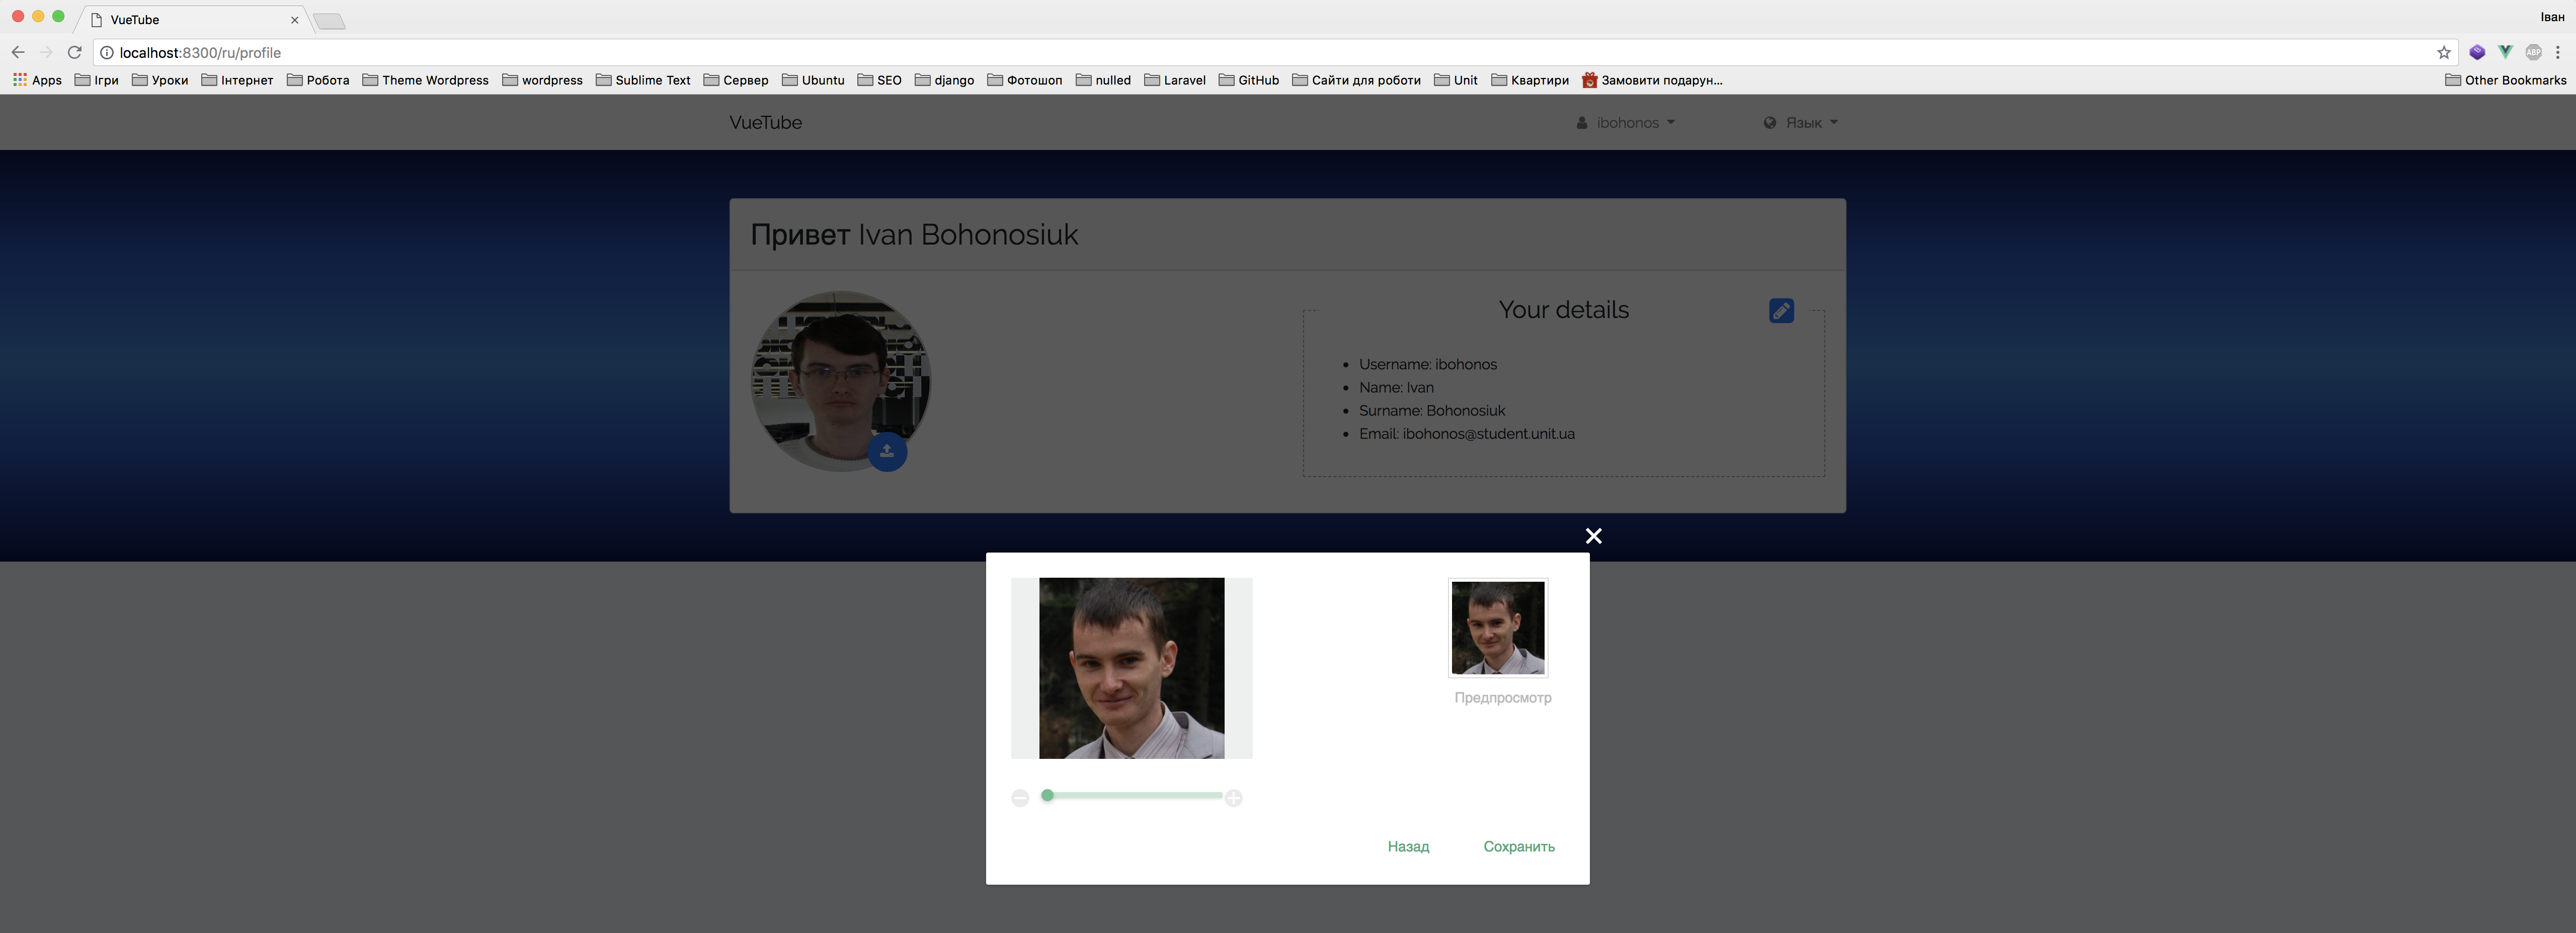 VueTube
Іван
localhost:8300/ru/profile
ABP
Apps Ігри Уроки Інтернет Робота Theme Wordpress wordpress Sublime Text Сервер Ubuntu SEO django Фотошоп nulled Laravel GitHub Сайти для роботи Unit Квартири Замовити подарун... Other Bookmarks
VueTube ibohonos Язык
Привет Ivan Bohonosiuk
Your details
Username: ibohonos
Name: Ivan
Surname: Bohonosiuk
Email: ibohonos@student.unit.ua
Предпросмотр
Назад Сохранить